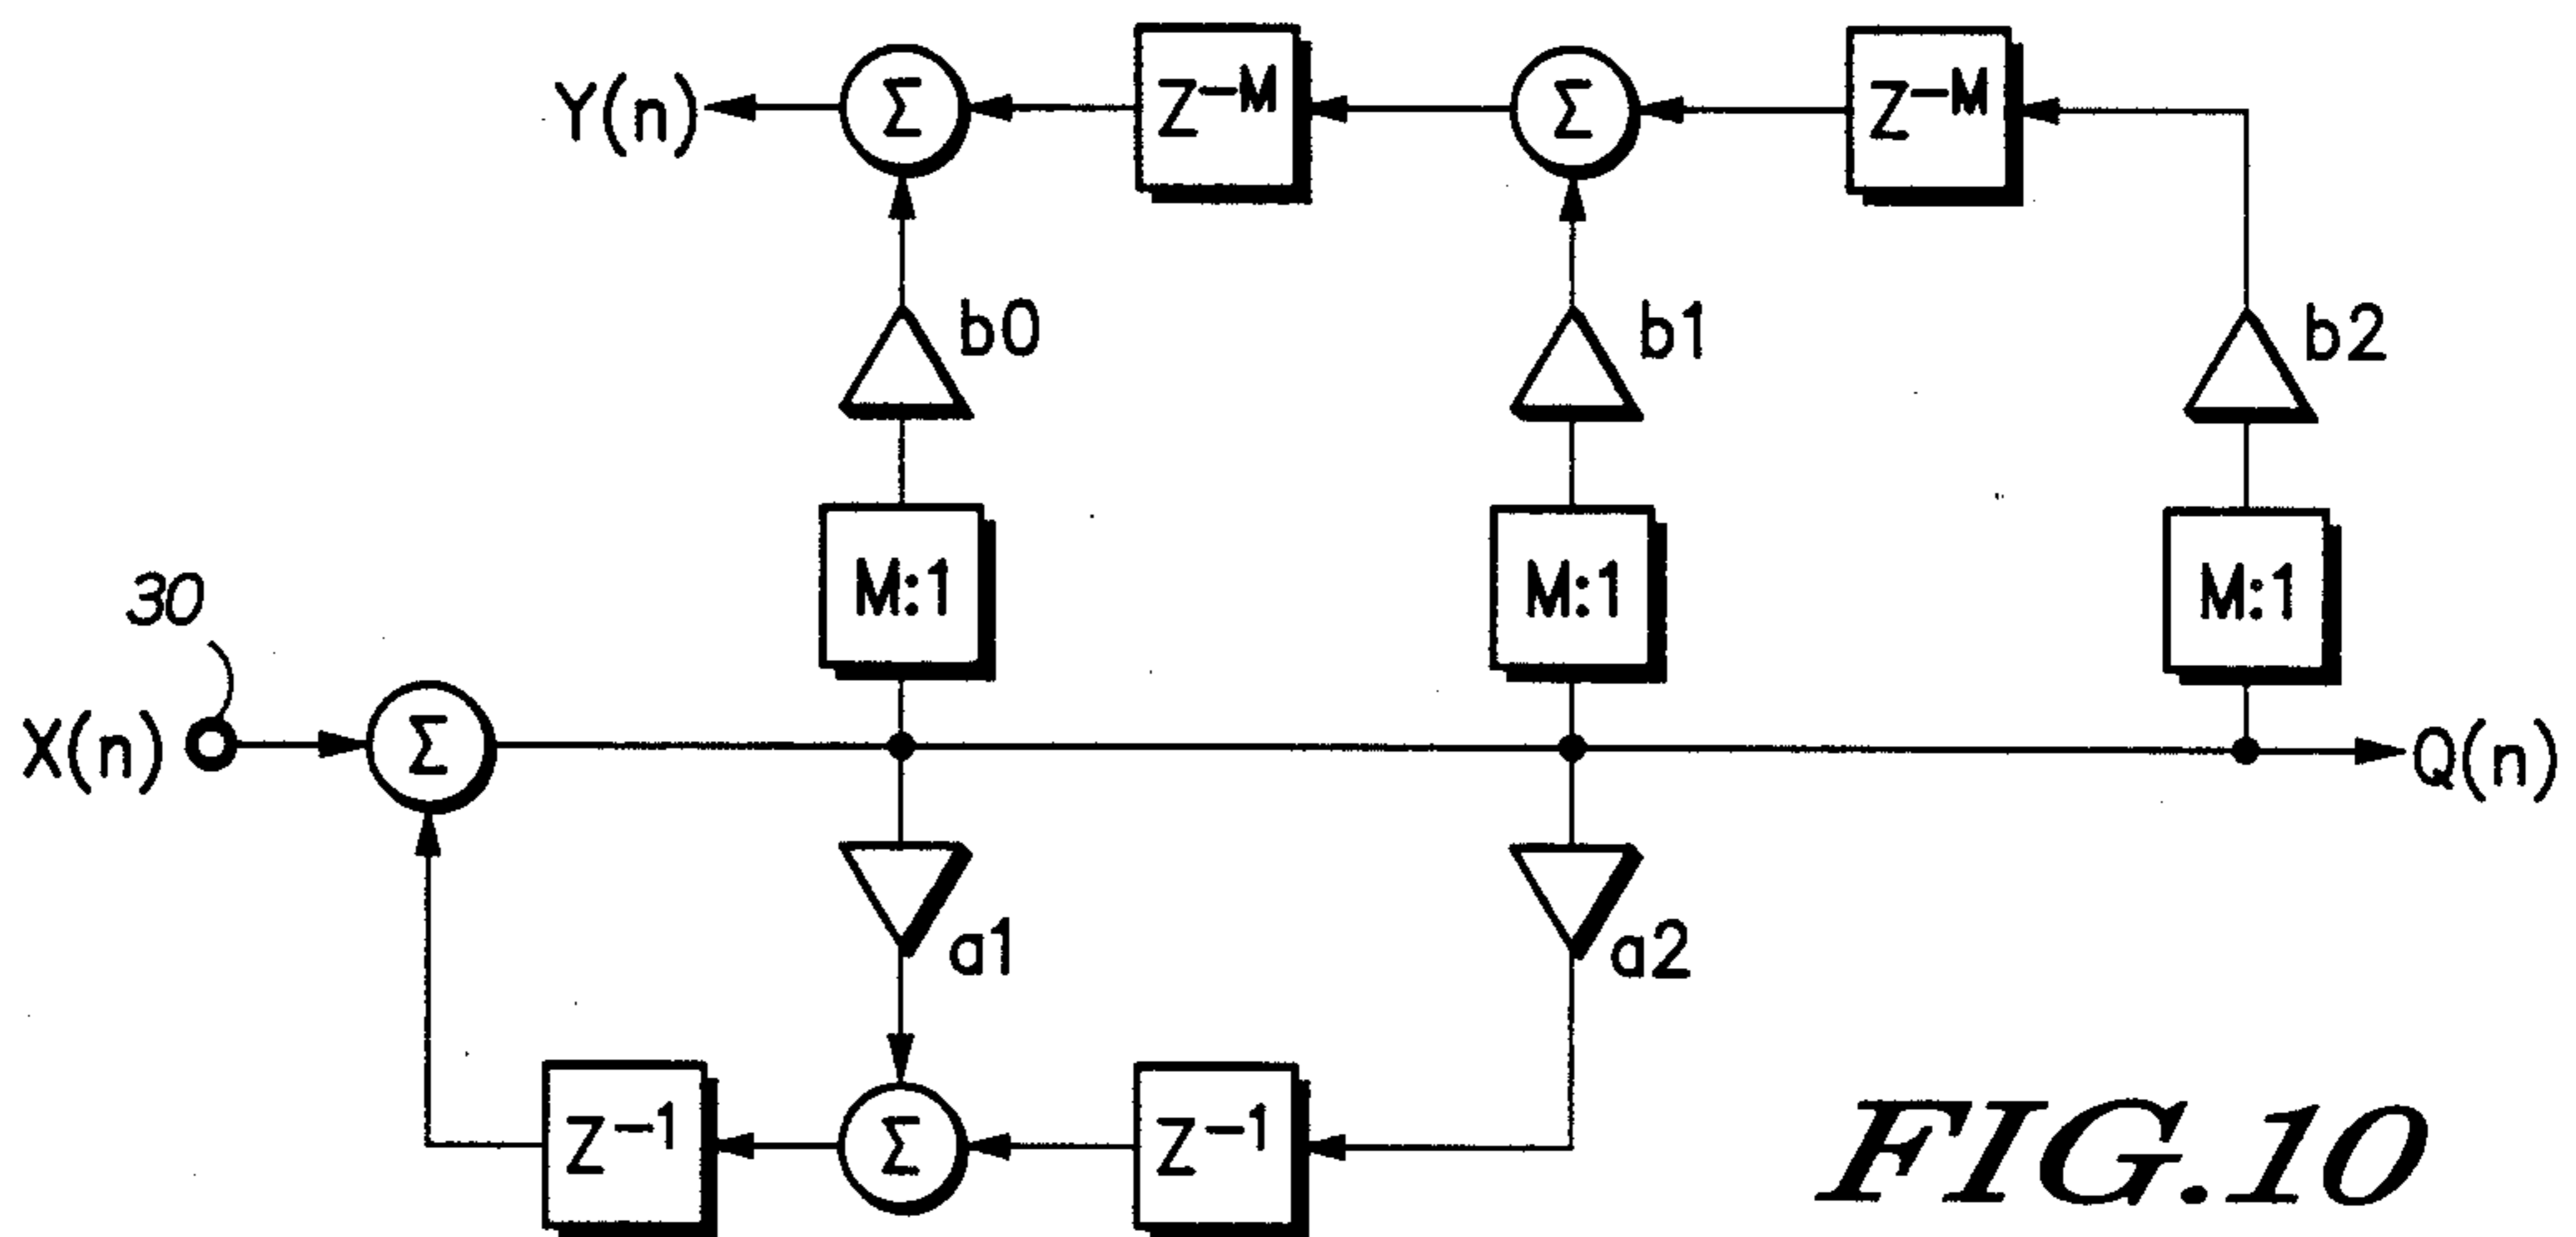 Y(n) Σ Z⁻ᴹ Σ Z⁻ᴹ
b0 b1 b2
M:1 M:1 M:1
30
X(n) Σ Q(n)
a1 a2
Z⁻¹ Σ Z⁻¹
FIG.10